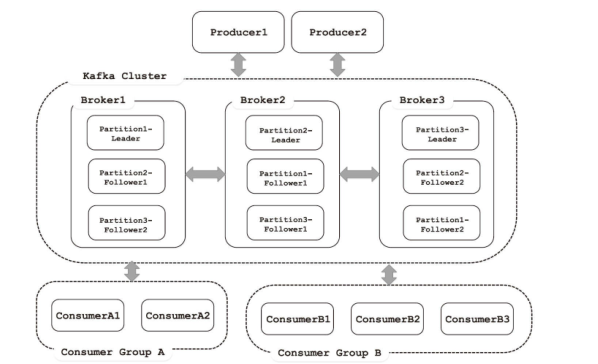 Producer1 Producer2
Kafka Cluster
Broker1 Broker2 Broker3
Partition1-
Leader
Partition2-
Leader
Partition3-
Leader
Partition2-
Follower1
Partition1-
Follower1
Partition2-
Follower2
Partition3-
Follower2
Partition3-
Follower1
Partition1-
Follower2
ConsumerA1 ConsumerA2
ConsumerB1 ConsumerB2 ConsumerB3
Consumer Group A
Consumer Group B